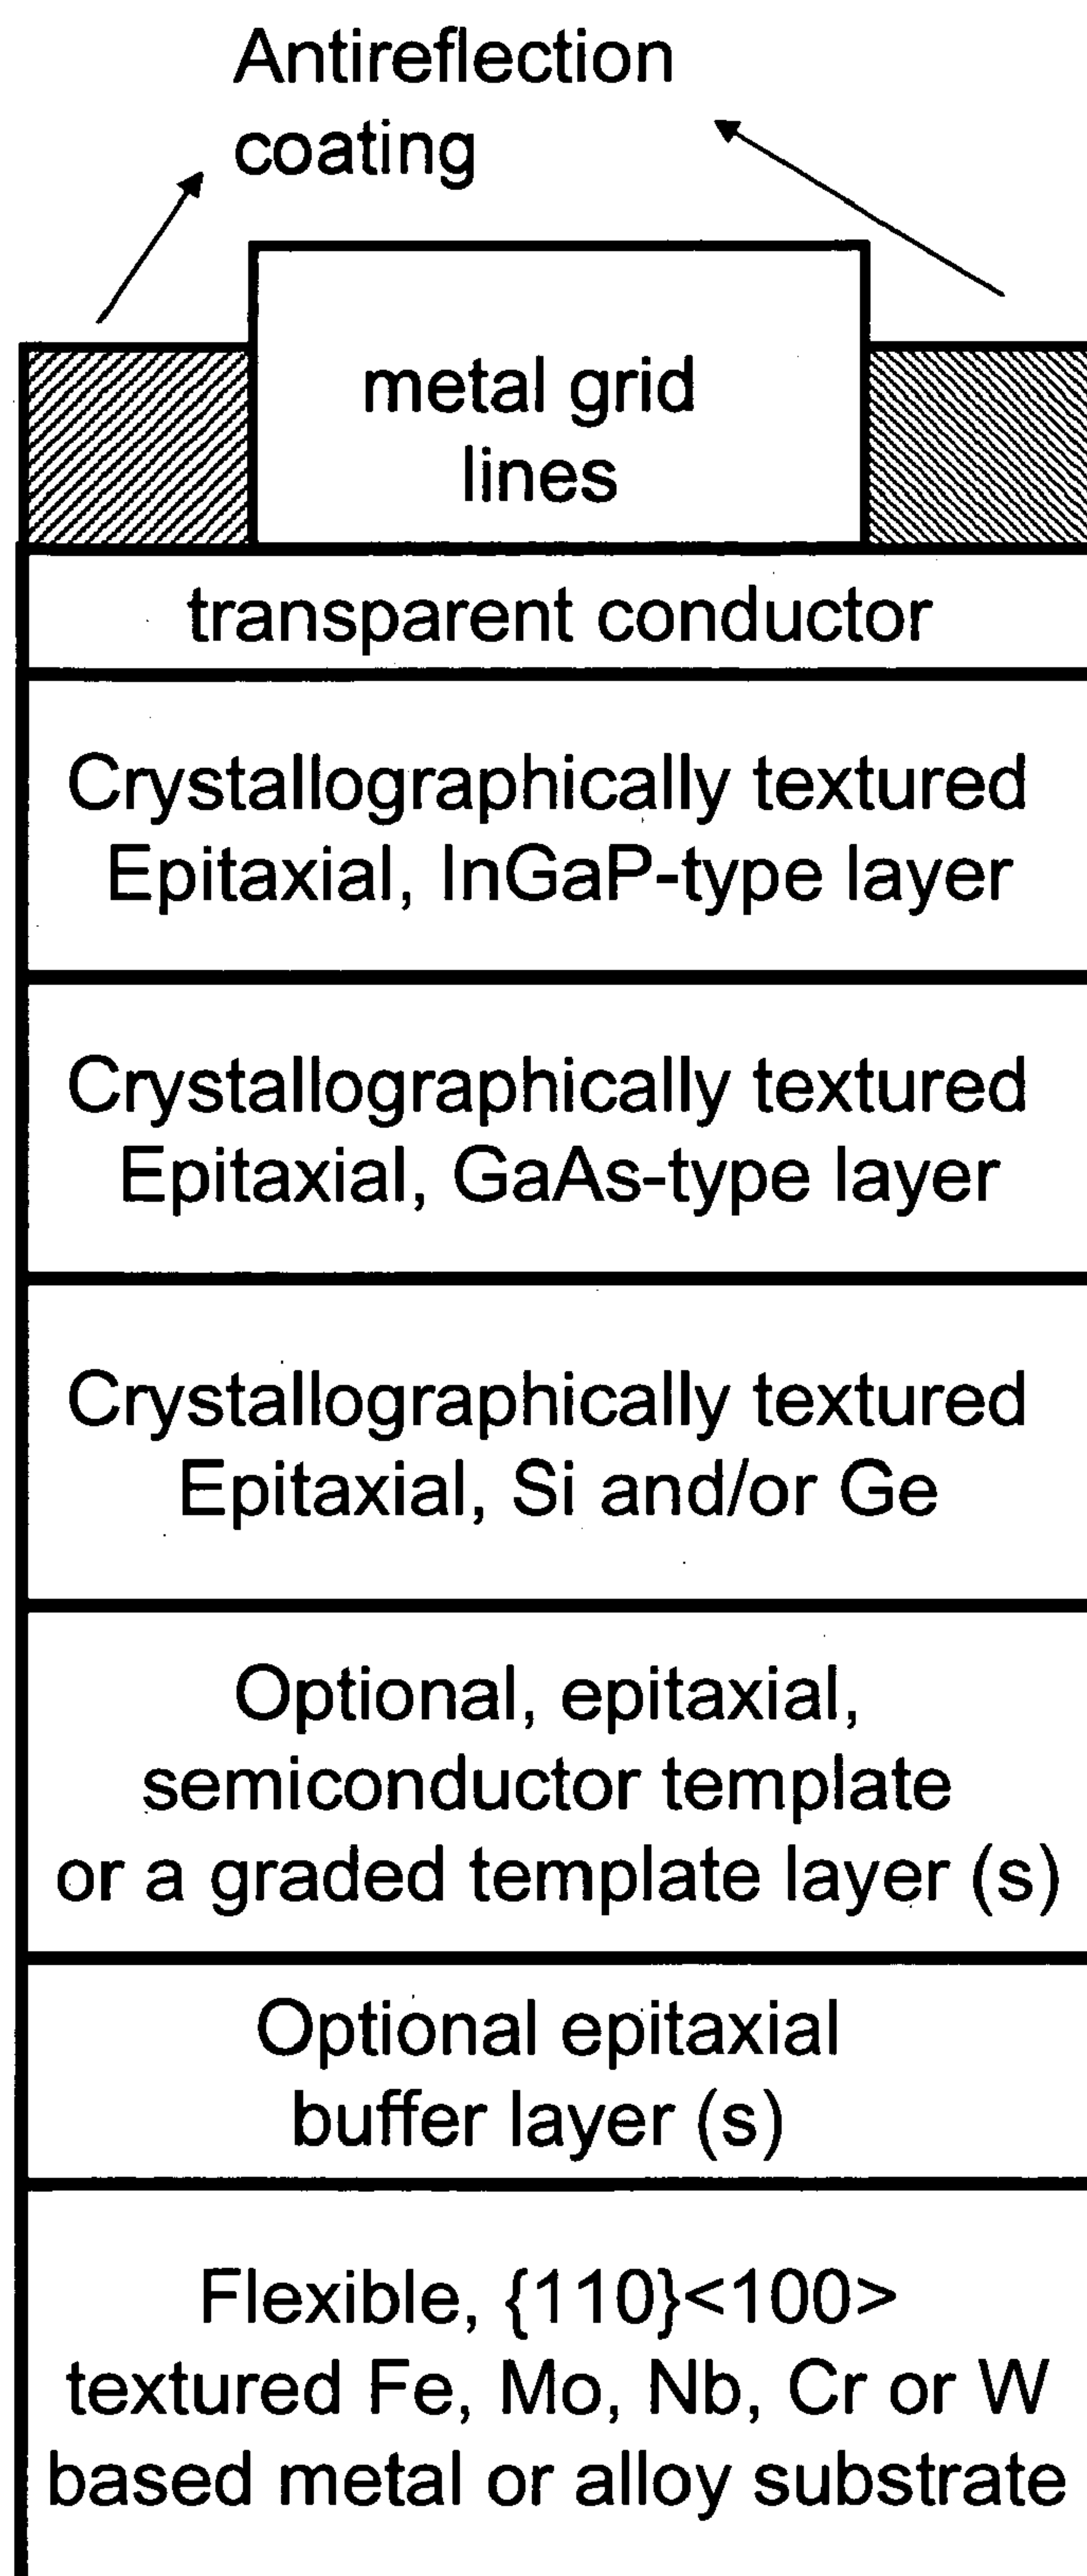 Antireflection
coating
metal grid
lines
transparent conductor
Crystallographically textured
Epitaxial, InGaP-type layer
Crystallographically textured
Epitaxial, GaAs-type layer
Crystallographically textured
Epitaxial, Si and/or Ge
Optional, epitaxial,
semiconductor template
or a graded template layer (s)
Optional epitaxial
buffer layer (s)
Flexible, {110}<100>
textured Fe, Mo, Nb, Cr or W
based metal or alloy substrate